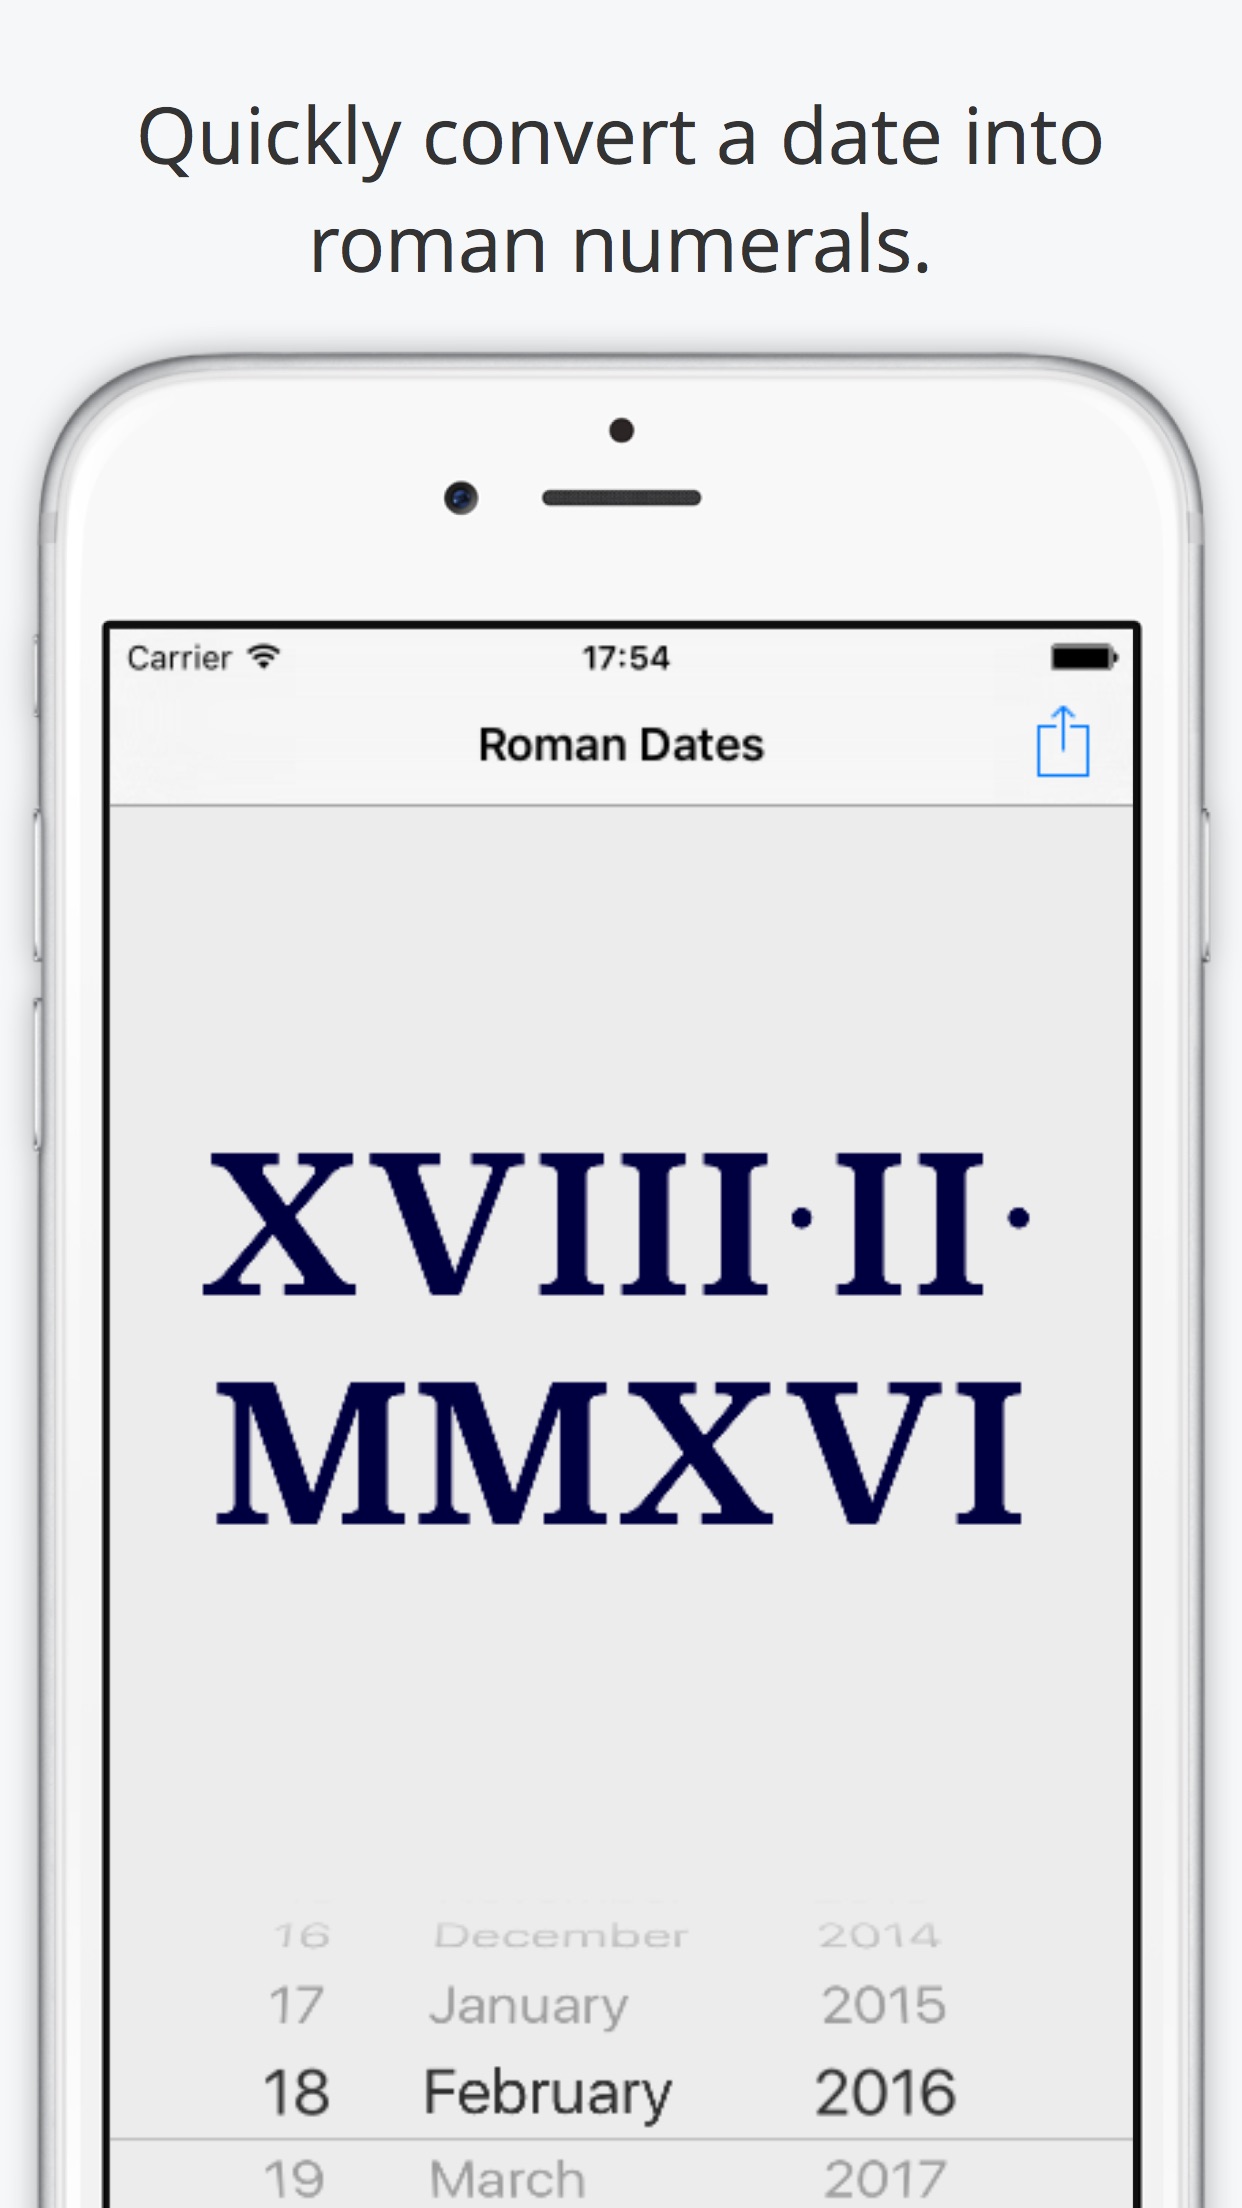 Quickly convert a date into
roman numerals.
Carrier 17:54
Roman Dates
XVIII·II·
MMXVI
16 December 2014
17 January 2015
18 February 2016
19 March 2017